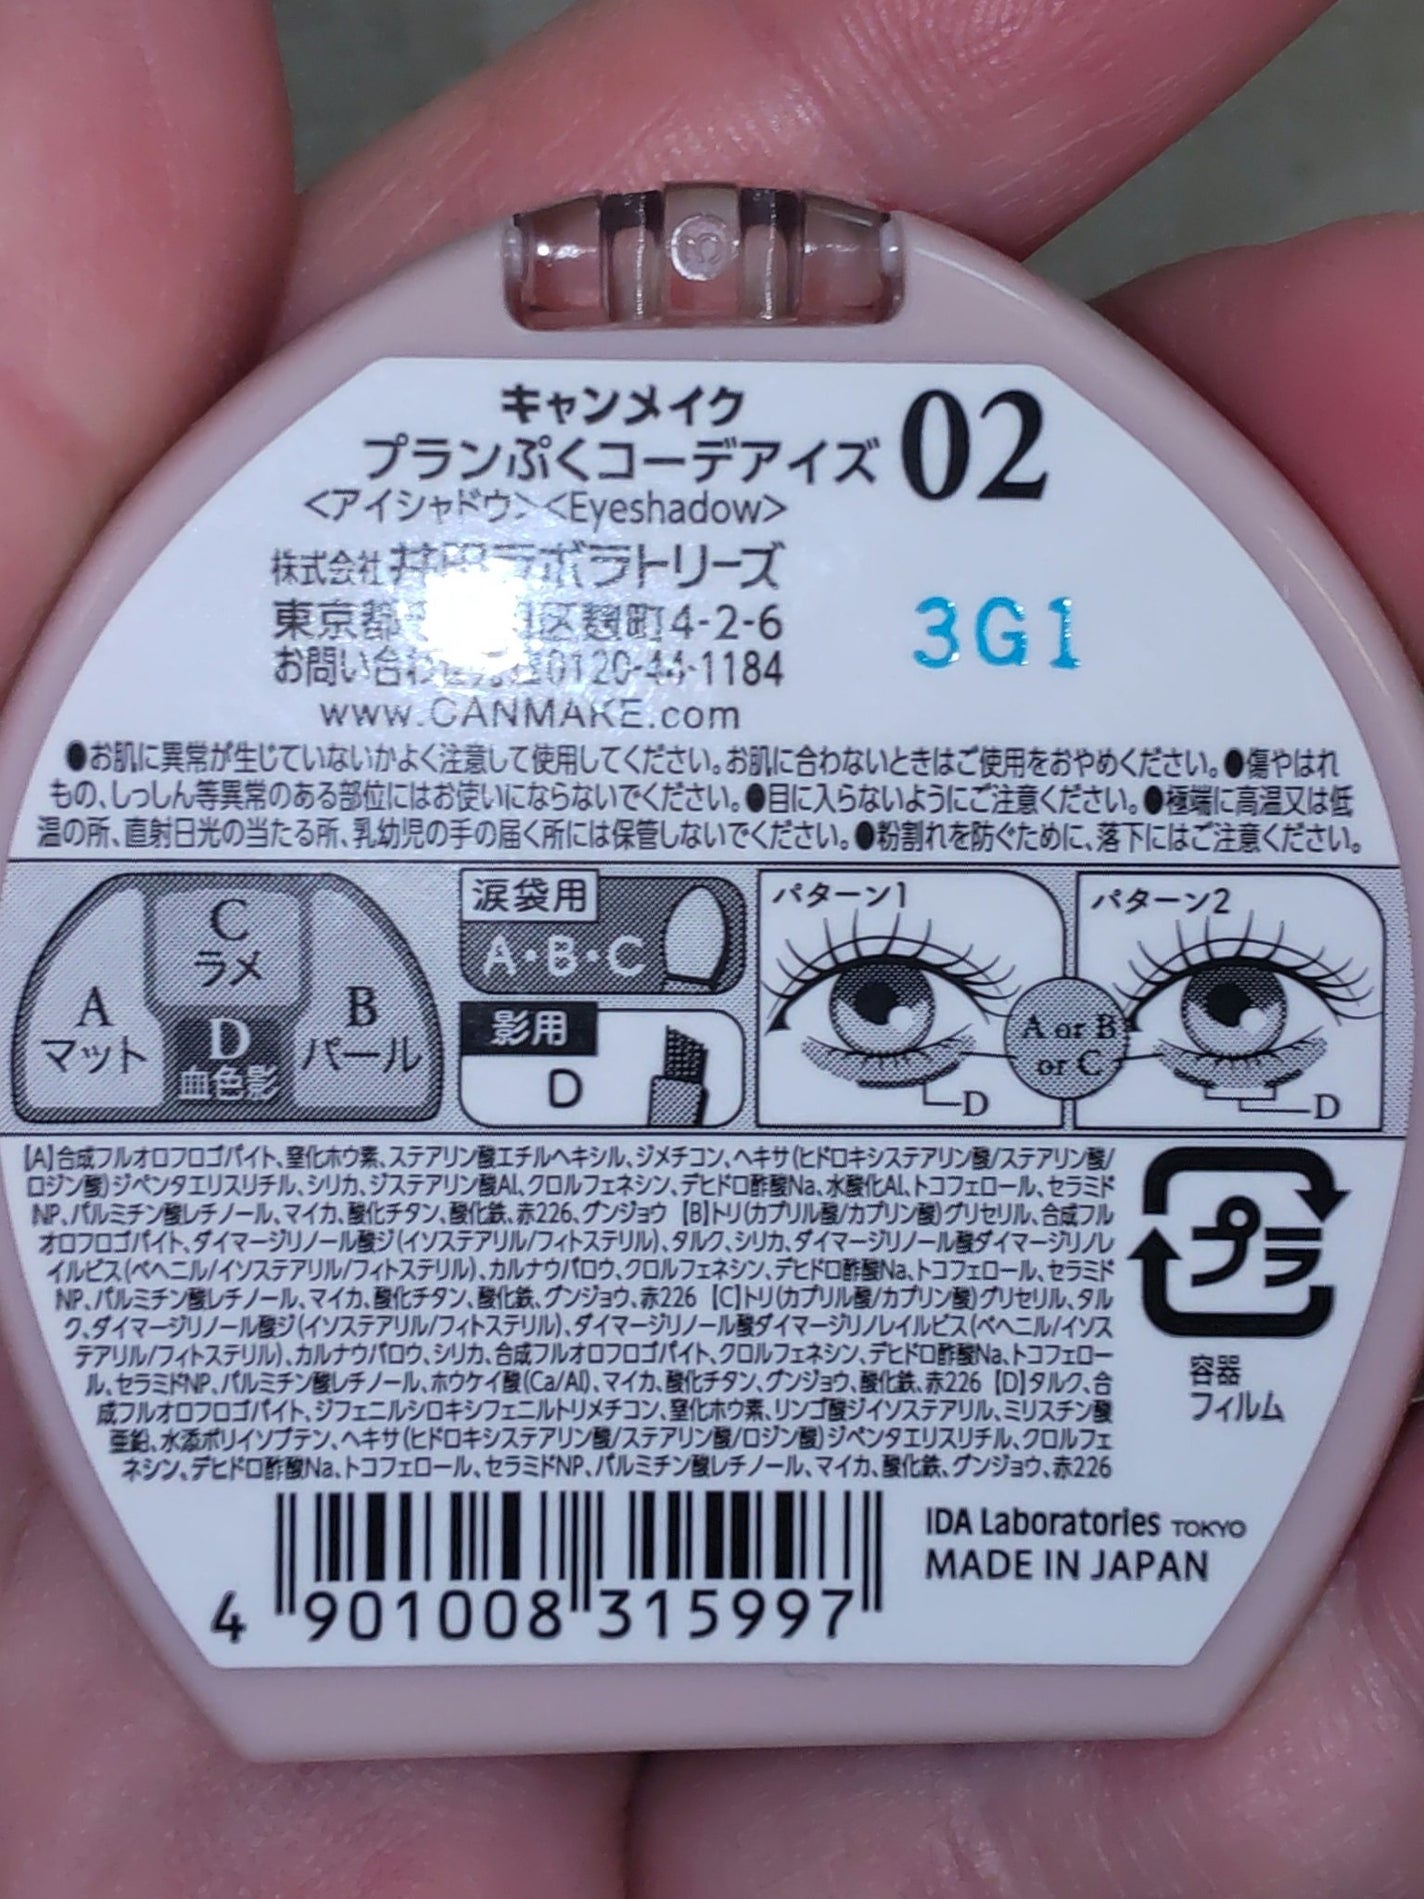 キャンメイク
プランぷくコーデアイズ 02
<アイシャドウ><Eyeshadow>
株式会社井田ラボラトリーズ
東京都 区麹町4-2-6
お問い合わせ 0120-44-1184
3G1
www.CANMAKE.com
●お肌に異常が生じていないかよく注意して使用してください。お肌に合わないときはご使用をおやめください。●傷やはれ
もの、しっしん等異常のある部位にはお使いにならないでください。●目に入らないようにご注意ください。●極端に高温又は低
温の所、直射日光の当たる所、乳幼児の手の届く所には保管しないでください。●粉割れを防ぐために、落下にはご注意ください。
A
マット
C
ラメ
D
血色影
B
パール
涙袋用
A・B・C
影用
D
パターン1
D
A or B
or C
パターン2
D
【A】合成フルオロフロゴパイト、窒化ホウ素、ステアリン酸エチルヘキシル、ジメチコン、ヘキサ(ヒドロキシステアリン酸/ステアリン酸/
ロジン酸)ジペンタエリスリチル、シリカ、ジステアリン酸Al、クロルフェネシン、デヒドロ酢酸Na、水酸化Al、トコフェロール、セラミド
NP、パルミチン酸レチノール、マイカ、酸化チタン、酸化鉄、赤226、グンジョウ 【B】トリ(カプリル酸/カプリン酸)グリセリル、合成フル
オロフロゴパイト、ダイマージリノール酸ジ(イソステアリル/フィトステリル)、タルク、シリカ、ダイマージリノール酸ダイマージリノレ
イルビス(ベヘニル/イソステアリル/フィトステリル)、カルナウバロウ、クロルフェネシン、デヒドロ酢酸Na、トコフェロール、セラミド
NP、パルミチン酸レチノール、マイカ、酸化チタン、酸化鉄、グンジョウ、赤226 【C】トリ(カプリル酸/カプリン酸)グリセリル、タル
ク、ダイマージリノール酸ジ(イソステアリル/フィトステリル)、ダイマージリノール酸ダイマージリノレイルビス(ベヘニル/イソス
テアリル/フィトステリル)、カルナウバロウ、シリカ、合成フルオロフロゴパイト、クロルフェネシン、デヒドロ酢酸Na、トコフェロー
ル、セラミドNP、パルミチン酸レチノール、ホウケイ酸(Ca/Al)、マイカ、酸化チタン、グンジョウ、酸化鉄、赤226 【D】タルク、合
成フルオロフロゴパイト、ジフェニルシロキシフェニルトリメチコン、窒化ホウ素、リンゴ酸ジイソステアリル、ミリスチン酸
亜鉛、水添ポリイソブテン、ヘキサ(ヒドロキシステアリン酸/ステアリン酸/ロジン酸)ジペンタエリスリチル、クロルフェ
ネシン、デヒドロ酢酸Na、トコフェロール、セラミドNP、パルミチン酸レチノール、マイカ、酸化鉄、グンジョウ、赤226
プラ
容器
フィルム
4 901008 315997
IDA Laboratories TOKYO
MADE IN JAPAN